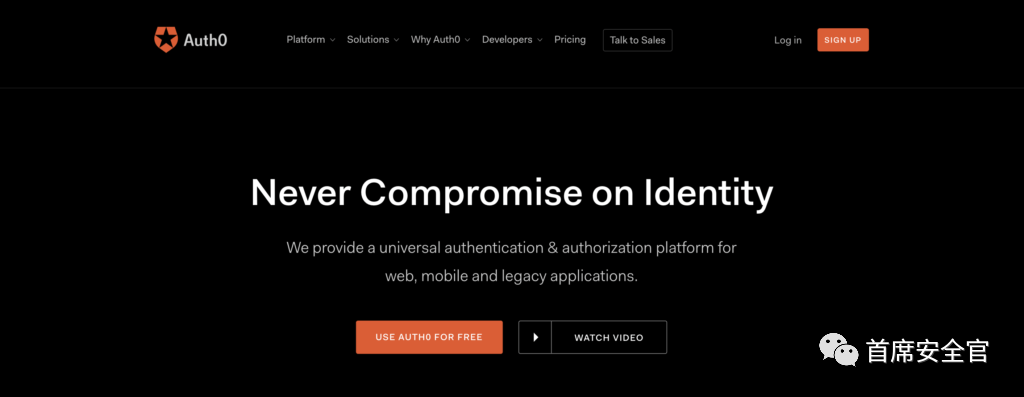 Auth0
Platform Solutions Why Auth0 Developers Pricing Talk to Sales Log in SIGN UP
Never Compromise on Identity
We provide a universal authentication & authorization platform for
web, mobile and legacy applications.
USE AUTH0 FOR FREE
WATCH VIDEO
首席安全官